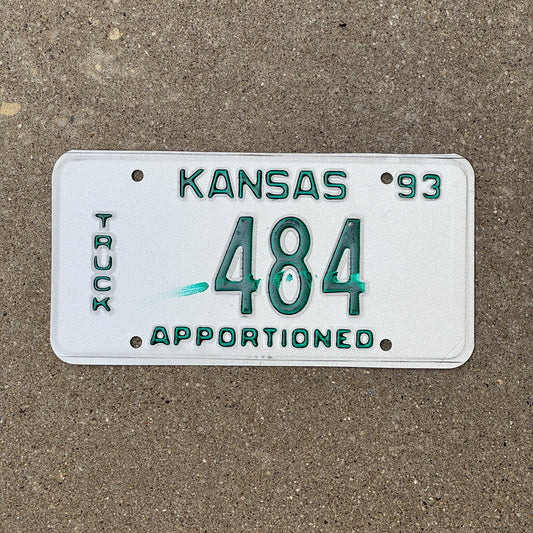 KANSAS 93
TRUCK
484
APPORTIONED